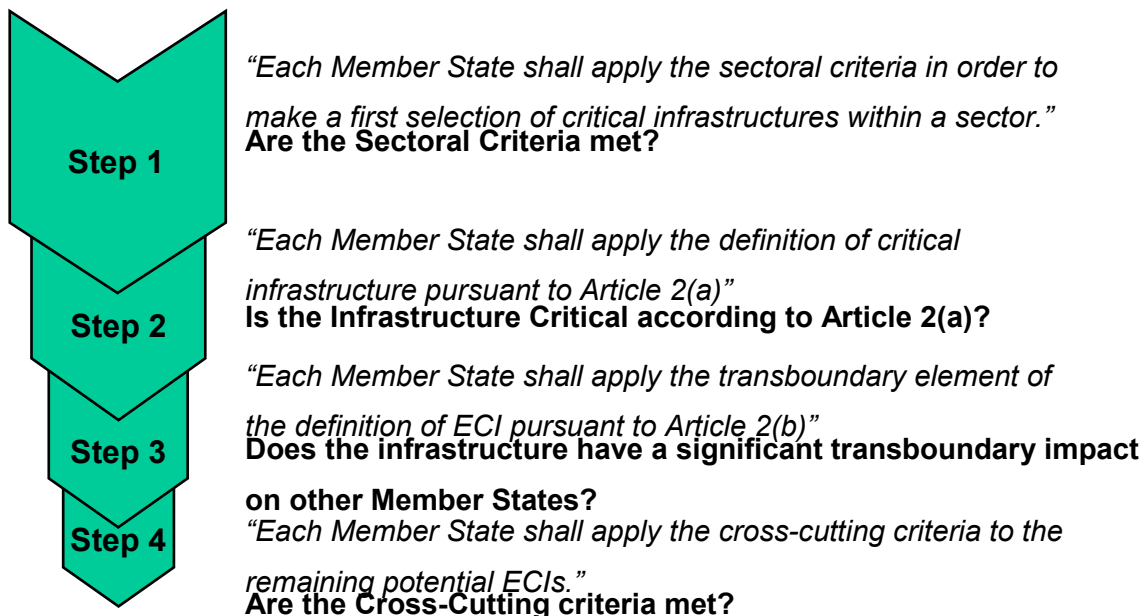 Step 1
“Each Member State shall apply the sectoral criteria in order to
make a first selection of critical infrastructures within a sector.”
Are the Sectoral Criteria met?
Step 2
“Each Member State shall apply the definition of critical
infrastructure pursuant to Article 2(a)”
Is the Infrastructure Critical according to Article 2(a)?
Step 3
“Each Member State shall apply the transboundary element of
the definition of ECI pursuant to Article 2(b)”
Does the infrastructure have a significant transboundary impact
on other Member States?
Step 4
“Each Member State shall apply the cross-cutting criteria to the
remaining potential ECIs.”
Are the Cross-Cutting criteria met?